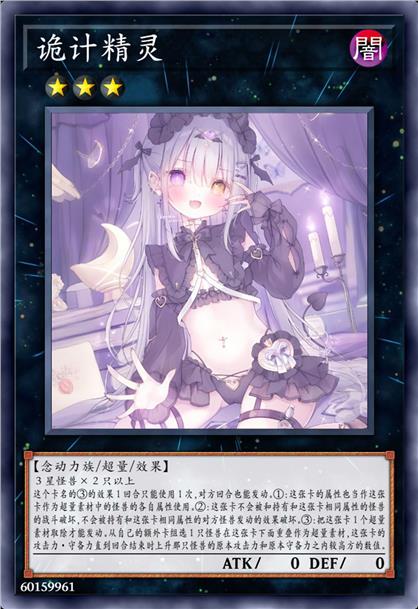 诡计精灵
闇
【念动力族/超量/效果】
3星怪兽×2只以上
这个卡名的③的效果1回合只能使用1次,对方回合也能发动。①:这张卡的属性也当作这张
卡作为超量素材中的怪兽的各自属性使用。②:这张卡不会被和持有和这张卡相同属性的怪兽
的战斗破坏,不会被持有和这张卡相同属性的对方怪兽发动的效果破坏。③:把这张卡1个超量
素材取除才能发动。从自己的额外卡组选1只怪兽在这张卡下面重叠作为超量素材,这张卡的
攻击力·守备力直到回合结束时上升那只怪兽的原本攻击力和原本守备力之内较高方的数值。
ATK/ 0 DEF/ 0
60159961